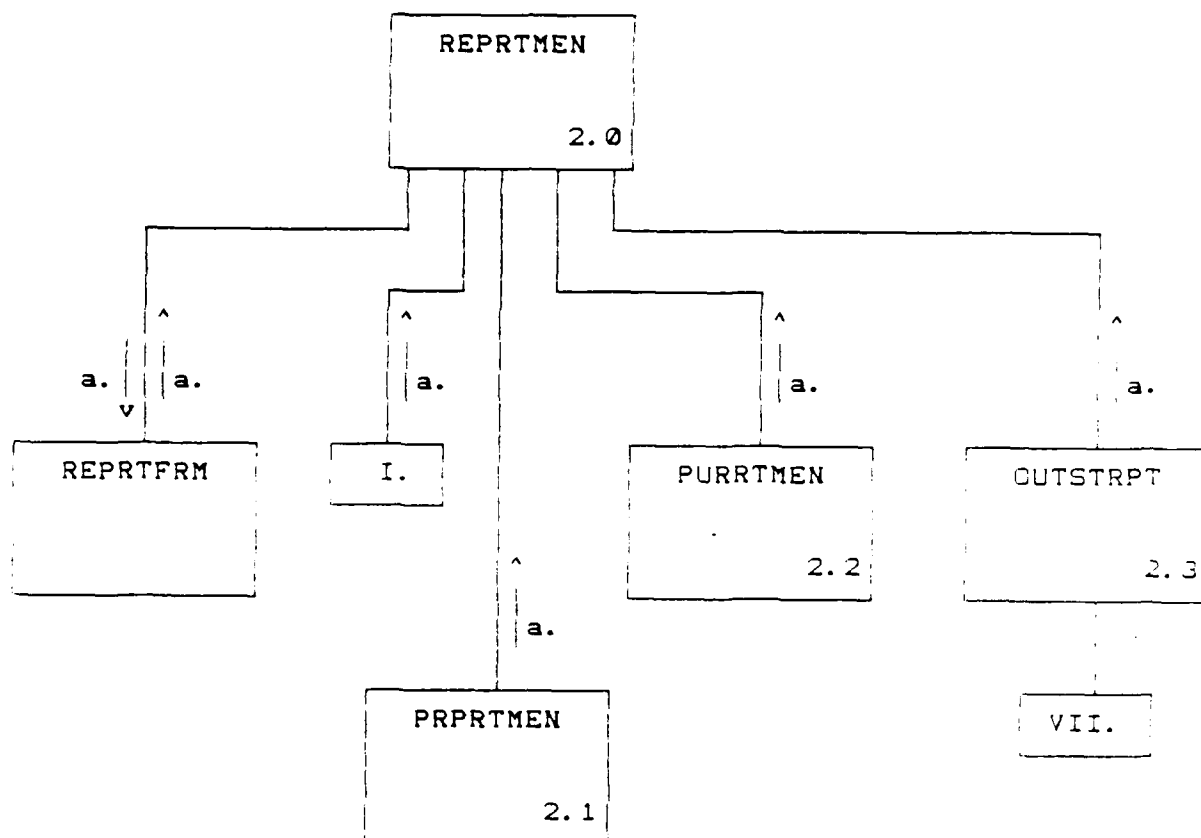 REPRTMEN
2.0
a.
a.
a.
a.
a.
REPRTFRM
I.
PURRTMEN
2.2
OUTSTRPT
2.3
a.
PRPRTMEN
2.1
VII.